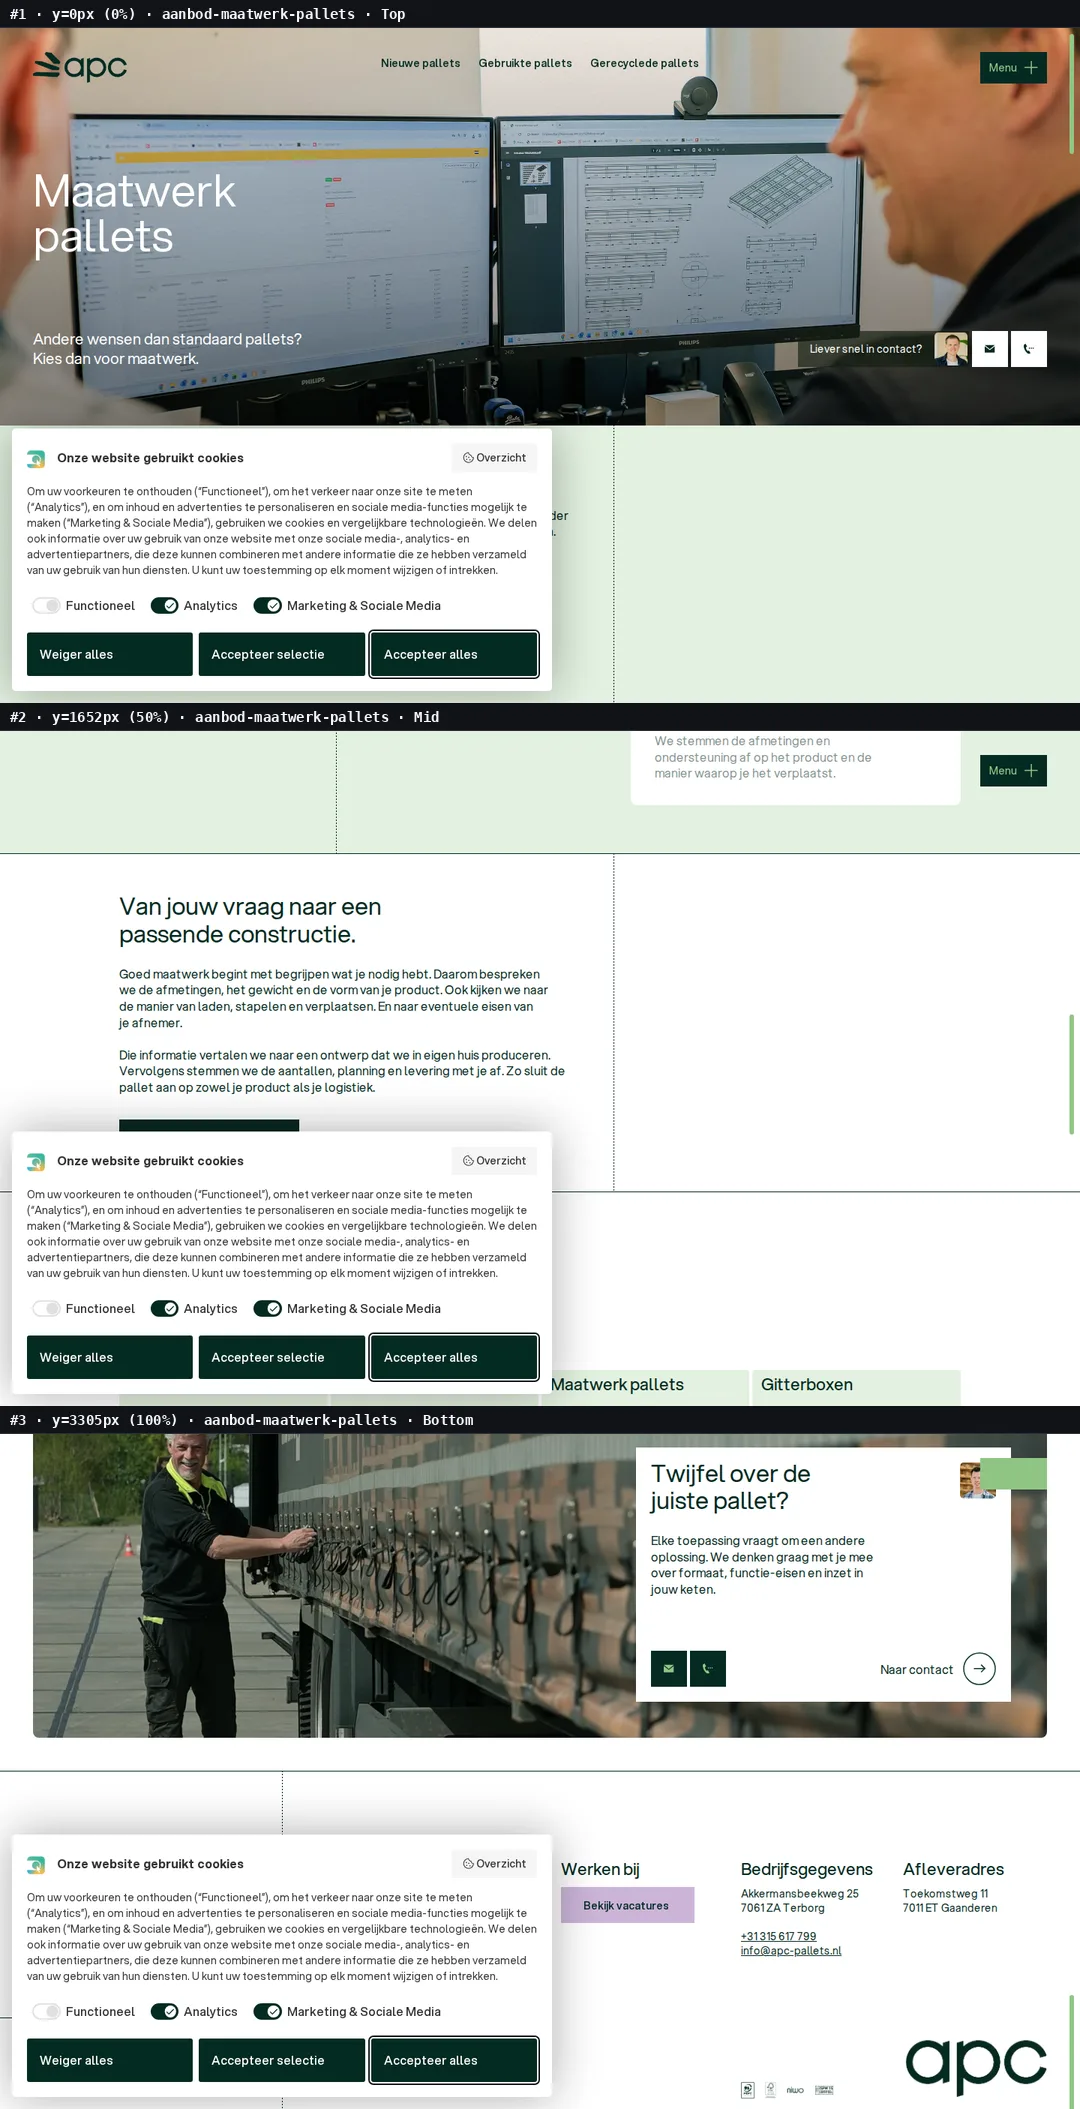 #1 · y=0px (0%) · aanbod-maatwerk-pallets · Top
apc
Nieuwe pallets
Gebruikte pallets
Gerecyclede pallets
Menu
Maatwerk
pallets
Andere wensen dan standaard pallets?
Kies dan voor maatwerk.
Liever snel in contact?
PHILIPS
PHILIPS
Onze website gebruikt cookies
Overzicht
Om uw voorkeuren te onthouden ("Functioneel"), om het verkeer naar onze site te meten
("Analytics"), en om inhoud en advertenties te personaliseren en sociale media-functies mogelijk te
maken ("Marketing & Sociale Media"), gebruiken we cookies en vergelijkbare technologieën. We delen
ook informatie over uw gebruik van onze website met onze sociale media-, analytics- en
advertentiepartners, die deze kunnen combineren met andere informatie die ze hebben verzameld
van uw gebruik van hun diensten. U kunt uw toestemming op elk moment wijzigen of intrekken.
Functioneel
Analytics
Marketing & Sociale Media
Weiger alles
Accepteer selectie
Accepteer alles
#2 · y=1652px (50%) · aanbod-maatwerk-pallets · Mid
We stemmen de afmetingen en
ondersteuning af op het product en de
manier waarop je het verplaatst.
Menu
Van jouw vraag naar een
passende constructie.
Goed maatwerk begint met begrijpen wat je nodig hebt. Daarom bespreken
we de afmetingen, het gewicht en de vorm van je product. Ook kijken we naar
de manier van laden, stapelen en verplaatsen. En naar eventuele eisen van
je afnemer.
Die informatie vertalen we naar een ontwerp dat we in eigen huis produceren.
Vervolgens stemmen we de aantallen, planning en levering met je af. Zo sluit de
pallet aan op zowel je product als je logistiek.
Onze website gebruikt cookies
Overzicht
Om uw voorkeuren te onthouden ("Functioneel"), om het verkeer naar onze site te meten
("Analytics"), en om inhoud en advertenties te personaliseren en sociale media-functies mogelijk te
maken ("Marketing & Sociale Media"), gebruiken we cookies en vergelijkbare technologieën. We delen
ook informatie over uw gebruik van onze website met onze sociale media-, analytics- en
advertentiepartners, die deze kunnen combineren met andere informatie die ze hebben verzameld
van uw gebruik van hun diensten. U kunt uw toestemming op elk moment wijzigen of intrekken.
Functioneel
Analytics
Marketing & Sociale Media
Weiger alles
Accepteer selectie
Accepteer alles
Maatwerk pallets
Gitterboxen
#3 · y=3305px (100%) · aanbod-maatwerk-pallets · Bottom
Twijfel over de
juiste pallet?
Elke toepassing vraagt om een andere
oplossing. We denken graag met je mee
over formaat, functie-eisen en inzet in
jouw keten.
Naar contact
Onze website gebruikt cookies
Overzicht
Om uw voorkeuren te onthouden ("Functioneel"), om het verkeer naar onze site te meten
("Analytics"), en om inhoud en advertenties te personaliseren en sociale media-functies mogelijk te
maken ("Marketing & Sociale Media"), gebruiken we cookies en vergelijkbare technologieën. We delen
ook informatie over uw gebruik van onze website met onze sociale media-, analytics- en
advertentiepartners, die deze kunnen combineren met andere informatie die ze hebben verzameld
van uw gebruik van hun diensten. U kunt uw toestemming op elk moment wijzigen of intrekken.
Functioneel
Analytics
Marketing & Sociale Media
Weiger alles
Accepteer selectie
Accepteer alles
Werken bij
Bekijk vacatures
Bedrijfsgegevens
Akkermansbeekweg 25
7061 ZA Terborg
+31 315 617 799
info@apc-pallets.nl
Afleveradres
Toekomstweg 11
7011 ET Gaanderen
niwo
apc